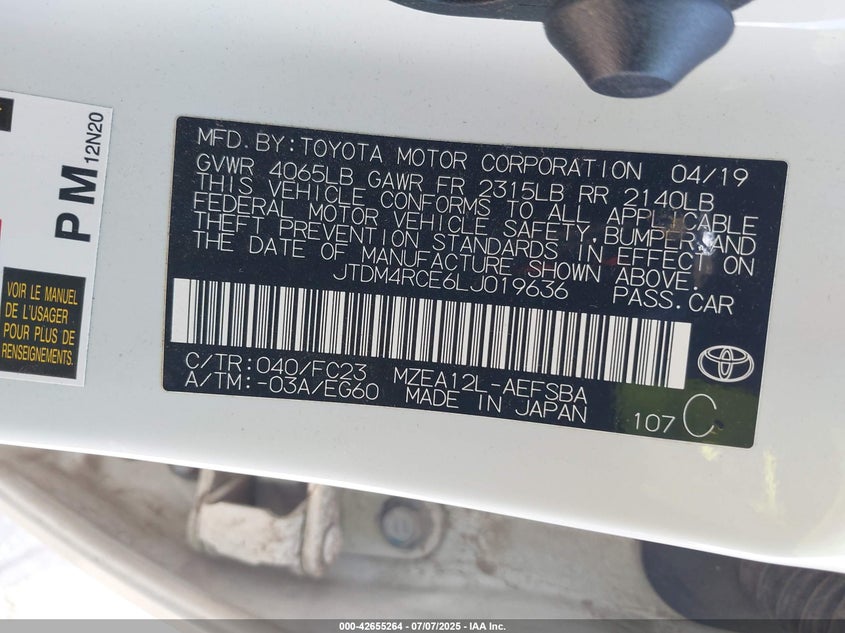 PM 12N20
VOIR LE MANUEL
DE L'USAGER
POUR PLUS DE
RENSEIGNEMENTS.
MFD. BY: TOYOTA MOTOR CORPORATION 04/19
GVWR 4065LB GAWR FR 2315LB RR 2140LB
THIS VEHICLE CONFORMS TO ALL APPLICABLE
FEDERAL MOTOR VEHICLE SAFETY, BUMPER, AND
THEFT PREVENTION STANDARDS IN EFFECT ON
THE DATE OF MANUFACTURE SHOWN ABOVE.
JTDM4RCE6LJ019636 PASS.CAR
C/TR: 040/FC23 MZEA12L-AEFSBA
A/TM: -03A/EG60 MADE IN JAPAN
107 C
000-42655264 - 07/07/2025 - IAA Inc.